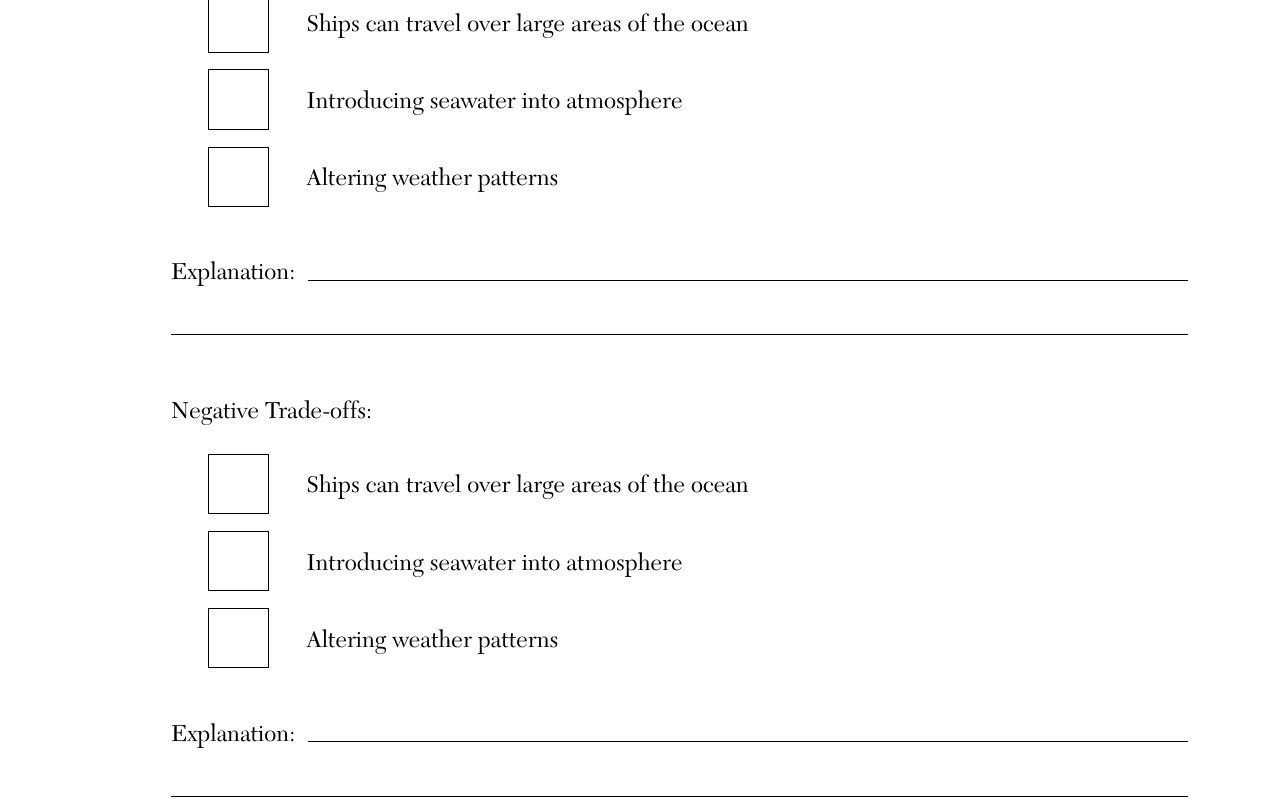 Ships can travel over large areas of the ocean
Introducing seawater into atmosphere
Altering weather patterns
Explanation:
Negative Trade-offs:
Ships can travel over large areas of the ocean
Introducing seawater into atmosphere
Altering weather patterns
Explanation: